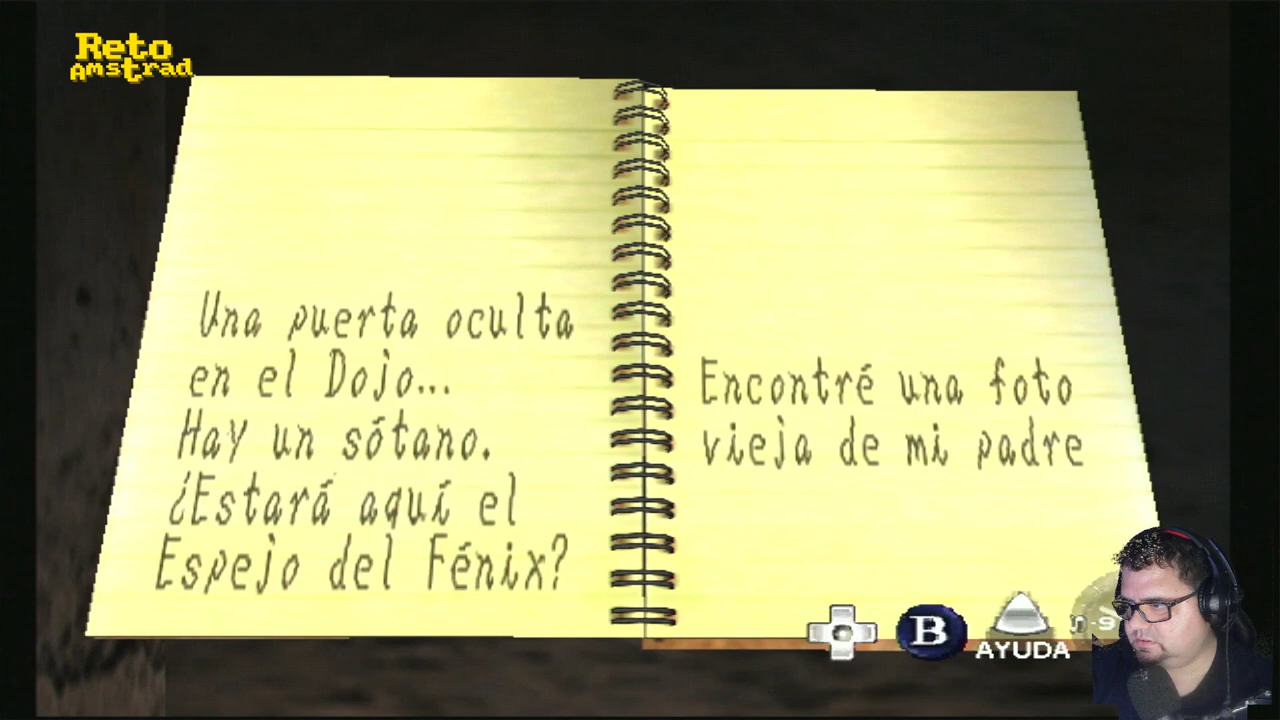 Reto
Amstrad
Una puerta oculta
en el Dojo...
Hay un sótano.
¿Estará aquí el
Espejo del Fénix?
Encontré una foto
vieja de mi padre
B
AYUDA